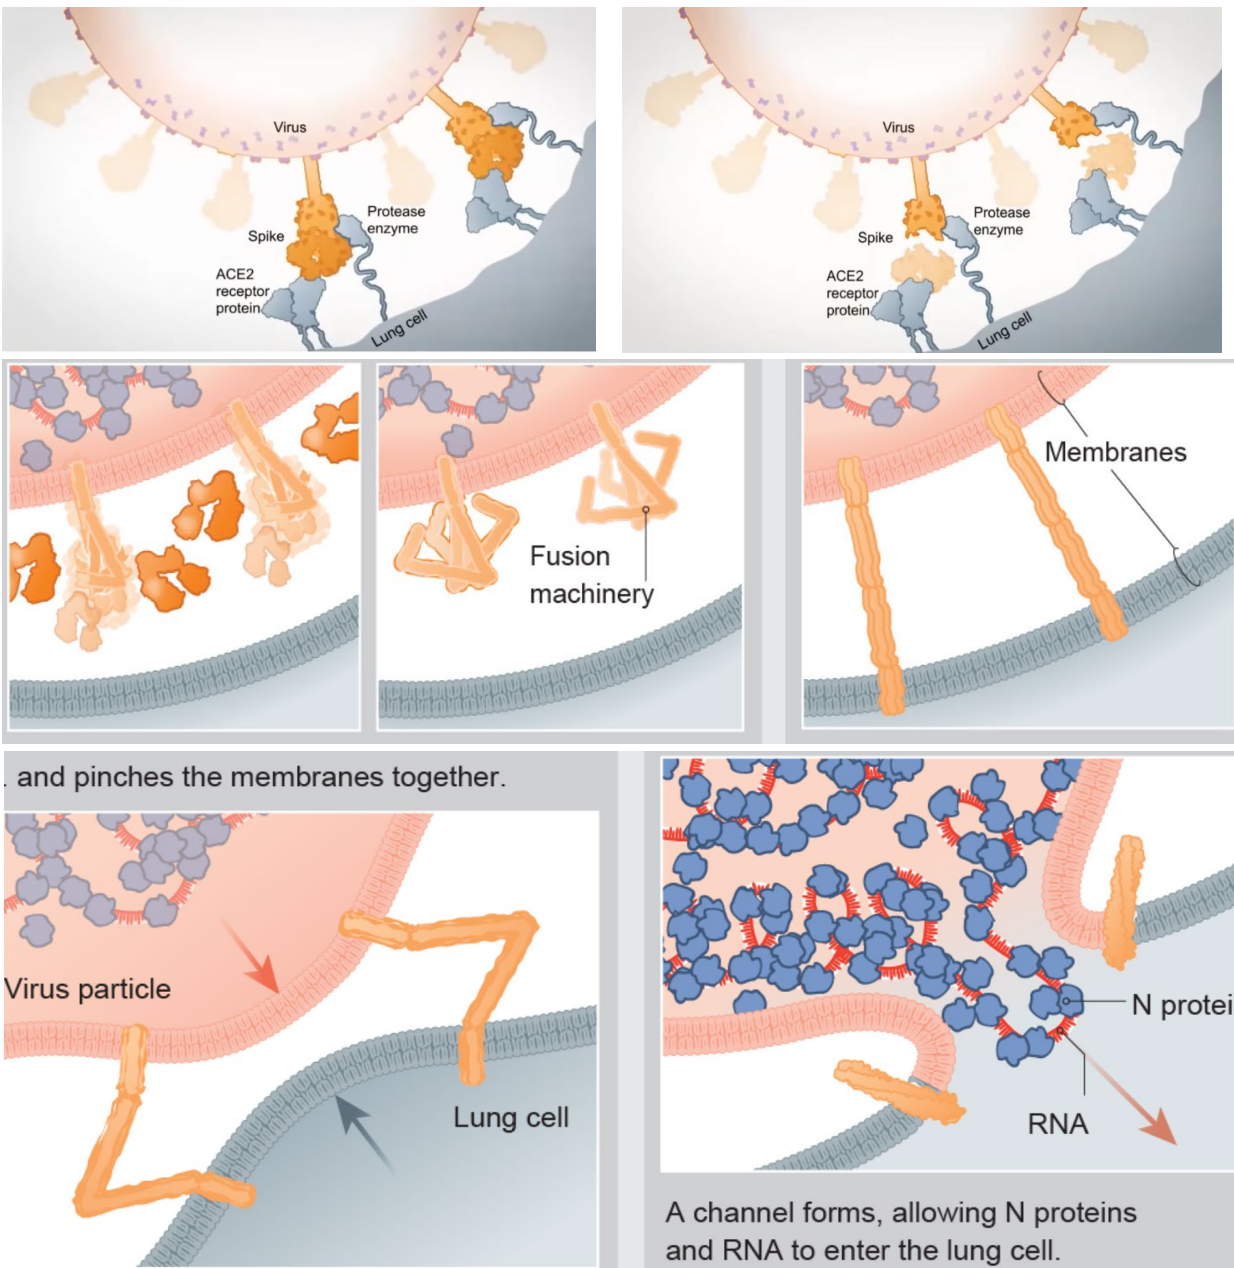 Virus
Spike
Protease
enzyme
ACE2
receptor
protein
Lung cell
Virus
Spike
Protease
enzyme
ACE2
receptor
protein
Lung cell
Fusion
machinery
Membranes
. and pinches the membranes together.
Virus particle
Lung cell
N protei
RNA
A channel forms, allowing N proteins
and RNA to enter the lung cell.